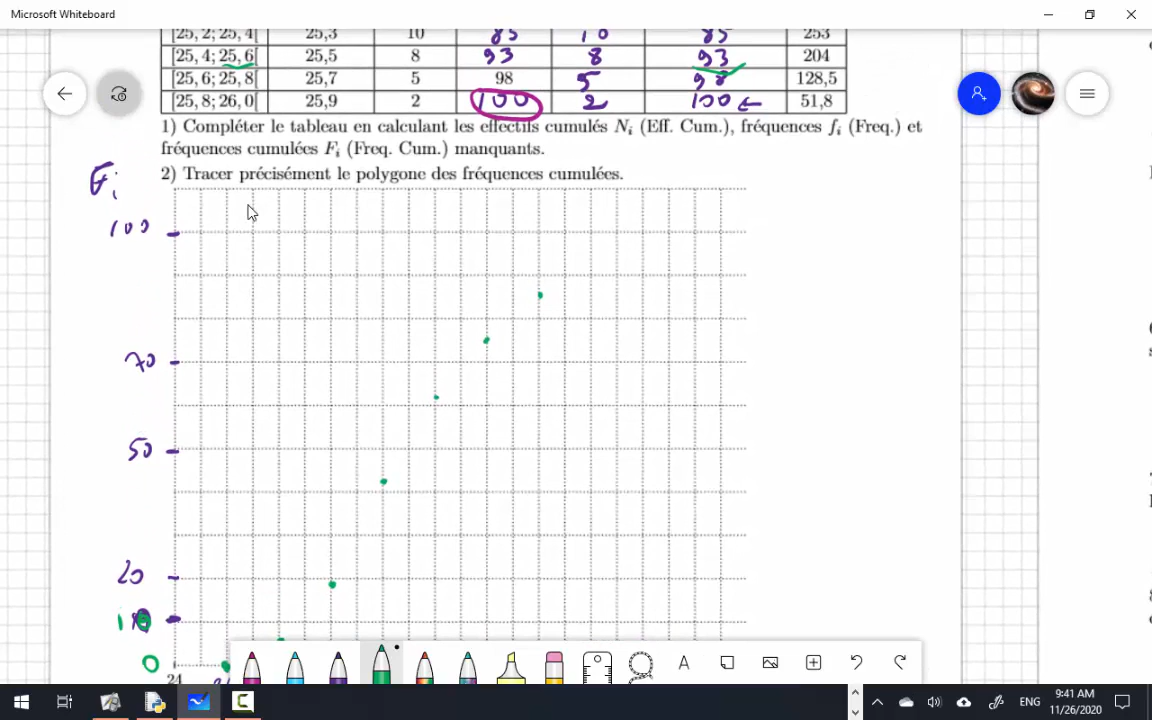 Microsoft Whiteboard
[25, 2; 25, 4[ 25,3 10 85 10 85 253
[25, 4; 25, 6[ 25,5 8 93 8 93 204
[25, 6; 25, 8[ 25,7 5 98 5 98 128,5
[25, 8; 26, 0[ 25,9 2 100 2 100 51,8
1) Compléter le tableau en calculant les effectifs cumulés Nᵢ (Eff. Cum.), fréquences fᵢ (Freq.) et
fréquences cumulées Fᵢ (Freq. Cum.) manquants.
2) Tracer précisément le polygone des fréquences cumulées.
Fᵢ
100
70
50
20
10
0
24
ENG
9:41 AM
11/26/2020